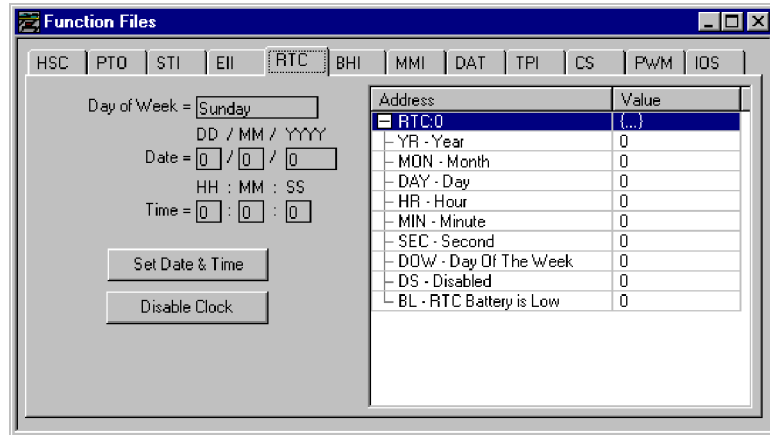 Function Files
HSC PTO STI EII RTC BHI MMI DAT TPI CS PWM IOS
Day of Week = Sunday
DD / MM / YYYY
Date = 0 / 0 / 0
HH : MM : SS
Time = 0 : 0 : 0
Set Date & Time
Disable Clock
Address Value
RTC:0 {...}
YR - Year 0
MON - Month 0
DAY - Day 0
HR - Hour 0
MIN - Minute 0
SEC - Second 0
DOW - Day Of The Week 0
DS - Disabled 0
BL - RTC Battery is Low 0